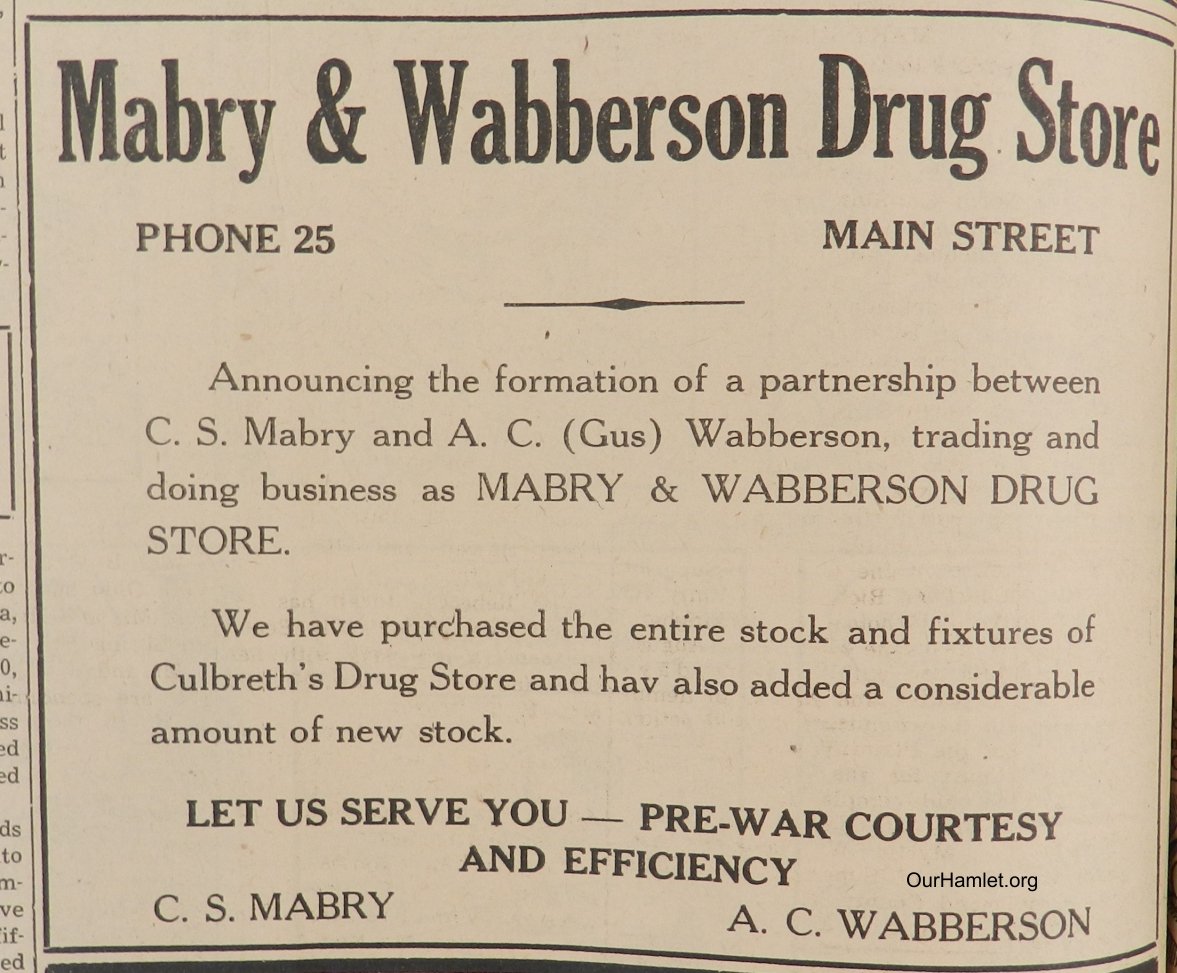 Mabry & Wabberson Drug Store
PHONE 25 MAIN STREET
Announcing the formation of a partnership between
C. S. Mabry and A. C. (Gus) Wabberson, trading and
doing business as MABRY & WABBERSON DRUG
STORE.
We have purchased the entire stock and fixtures of
Culbreth's Drug Store and hav also added a considerable
amount of new stock.
LET US SERVE YOU — PRE-WAR COURTESY
AND EFFICIENCY
OurHamlet.org
C. S. MABRY
A. C. WABBERSON